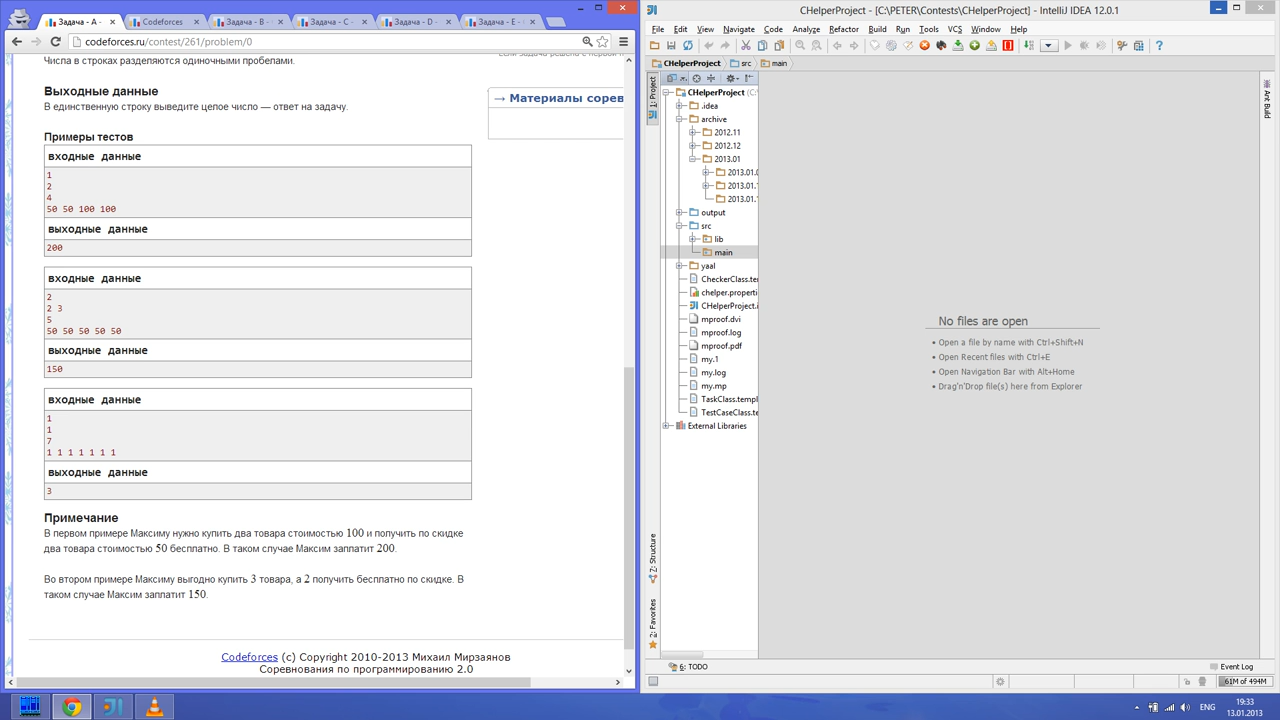 CHelperProject - [C:\PETER\Contests\CHelperProject] - IntelliJ IDEA 12.0.1
Задача - A -
Codeforces
Задача - B -
Задача - C -
Задача - D -
Задача - E -
codeforces.ru/contest/261/problem/0
File Edit View Navigate Code Analyze Refactor Build Run Tools VCS Window Help
CHelperProject src main
Числа в строках разделяются одиночными пробелами.
Выходные данные
В единственную строку выведите целое число — ответ на задачу.
→ Материалы сорев
Примеры тестов
входные данные
1
2
4
50 50 100 100
выходные данные
200
входные данные
2
2 3
5
50 50 50 50 50
выходные данные
150
входные данные
1
1
7
1 1 1 1 1 1 1
выходные данные
3
Примечание
В первом примере Максиму нужно купить два товара стоимостью 100 и получить по скидке
два товара стоимостью 50 бесплатно. В таком случае Максим заплатит 200.
Во втором примере Максиму выгодно купить 3 товара, а 2 получить бесплатно по скидке. В
таком случае Максим заплатит 150.
Codeforces (c) Copyright 2010-2013 Михаил Мирзаянов
Соревнования по программированию 2.0
1: Project
7: Structure
2: Favorites
CHelperProject (C:
.idea
archive
2012.11
2012.12
2013.01
2013.01.0
2013.01.
2013.01.
output
src
lib
main
yaal
CheckerClass.te
chelper.properti
CHelperProject.i
mproof.dvi
mproof.log
mproof.pdf
my.1
my.log
my.mp
TaskClass.templ
TestCaseClass.t
External Libraries
No files are open
• Open a file by name with Ctrl+Shift+N
• Open Recent files with Ctrl+E
• Open Navigation Bar with Alt+Home
• Drag'n'Drop file(s) here from Explorer
Ant Build
6: TODO
Event Log
61M of 494M
ENG
19:33
13.01.2013